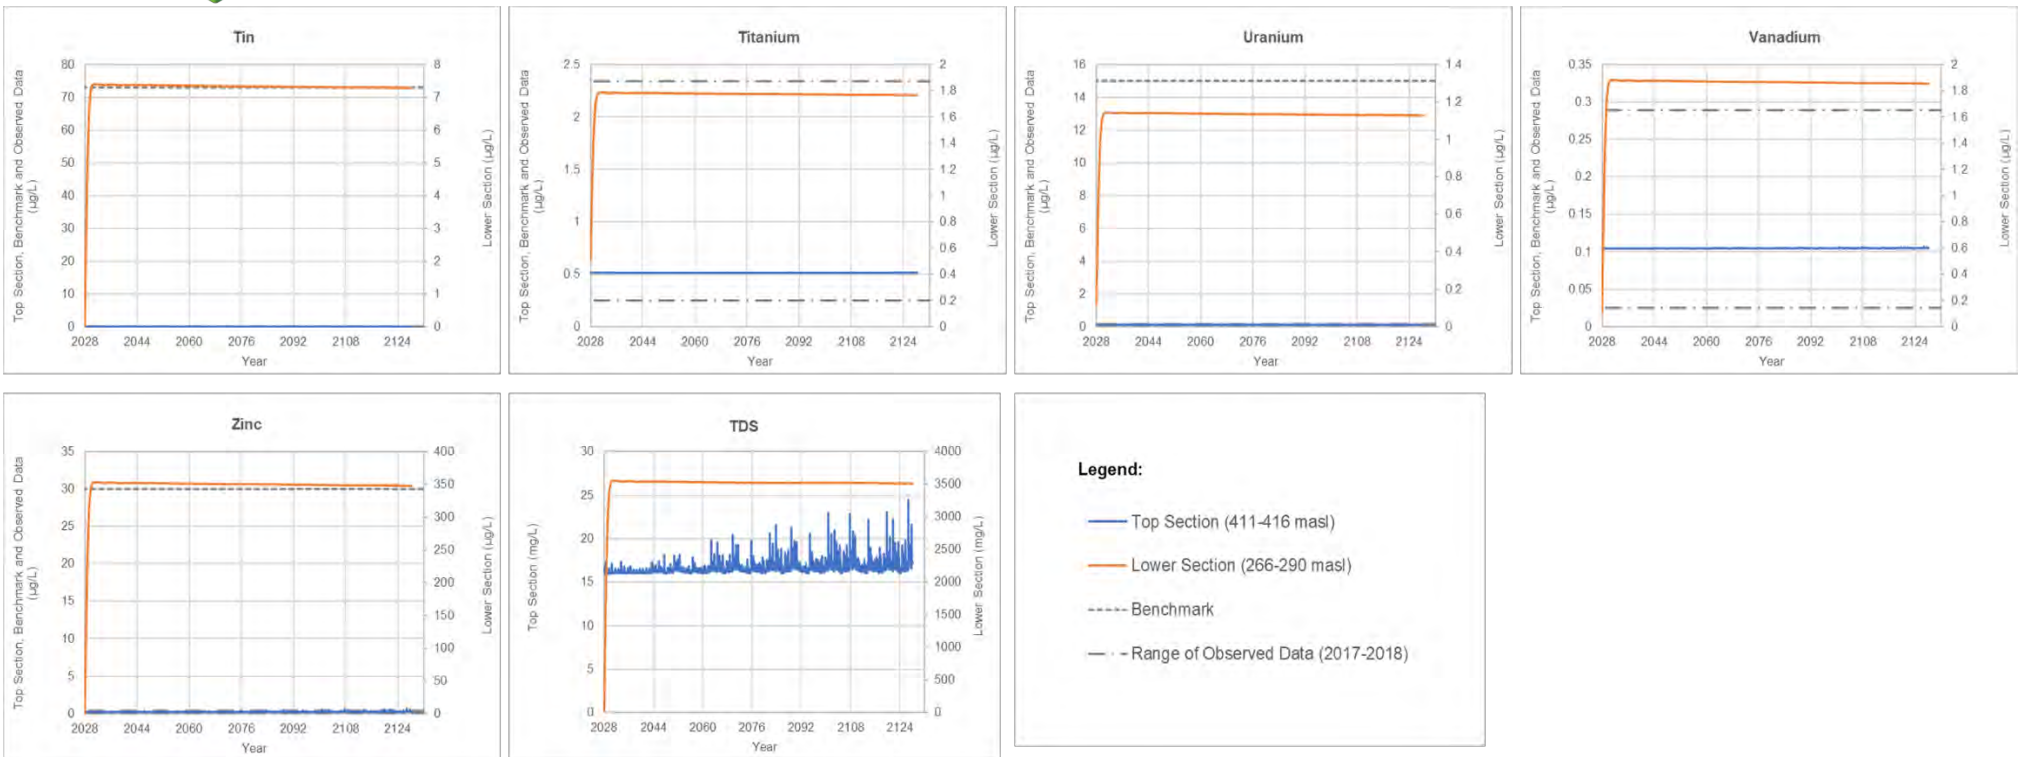 Tin
Top Section, Benchmark and Observed Data
(µg/L)
80
70
60
50
40
30
20
10
0
8
7
6
5
4
3
2
1
0
Lower Section (µg/L)
2028 2044 2060 2076 2092 2108 2124
Year
Titanium
Top Section, Benchmark and Observed Data
(µg/L)
2.5
2
1.5
1
0.5
0
2
1.8
1.6
1.4
1.2
1
0.8
0.6
0.4
0.2
0
Lower Section (µg/L)
2028 2044 2060 2076 2092 2108 2124
Year
Uranium
Top Section, Benchmark and Observed Data
(µg/L)
16
14
12
10
8
6
4
2
0
1.4
1.2
1
0.8
0.6
0.4
0.2
0
Lower Section (µg/L)
2028 2044 2060 2076 2092 2108 2124
Year
Vanadium
Top Section, Benchmark and Observed Data
(µg/L)
0.35
0.3
0.25
0.2
0.15
0.1
0.05
0
2
1.8
1.6
1.4
1.2
1
0.8
0.6
0.4
0.2
0
Lower Section (µg/L)
2028 2044 2060 2076 2092 2108 2124
Year
Zinc
Top Section, Benchmark and Observed Data
(µg/L)
35
30
25
20
15
10
5
0
400
350
300
250
200
150
100
50
0
Lower Section (µg/L)
2028 2044 2060 2076 2092 2108 2124
Year
TDS
Top Section (mg/L)
30
25
20
15
10
5
0
4000
3500
3000
2500
2000
1500
1000
500
0
Lower Section (mg/L)
2028 2044 2060 2076 2092 2108 2124
Year
Legend:
Top Section (411-416 masl)
Lower Section (266-290 masl)
Benchmark
Range of Observed Data (2017-2018)